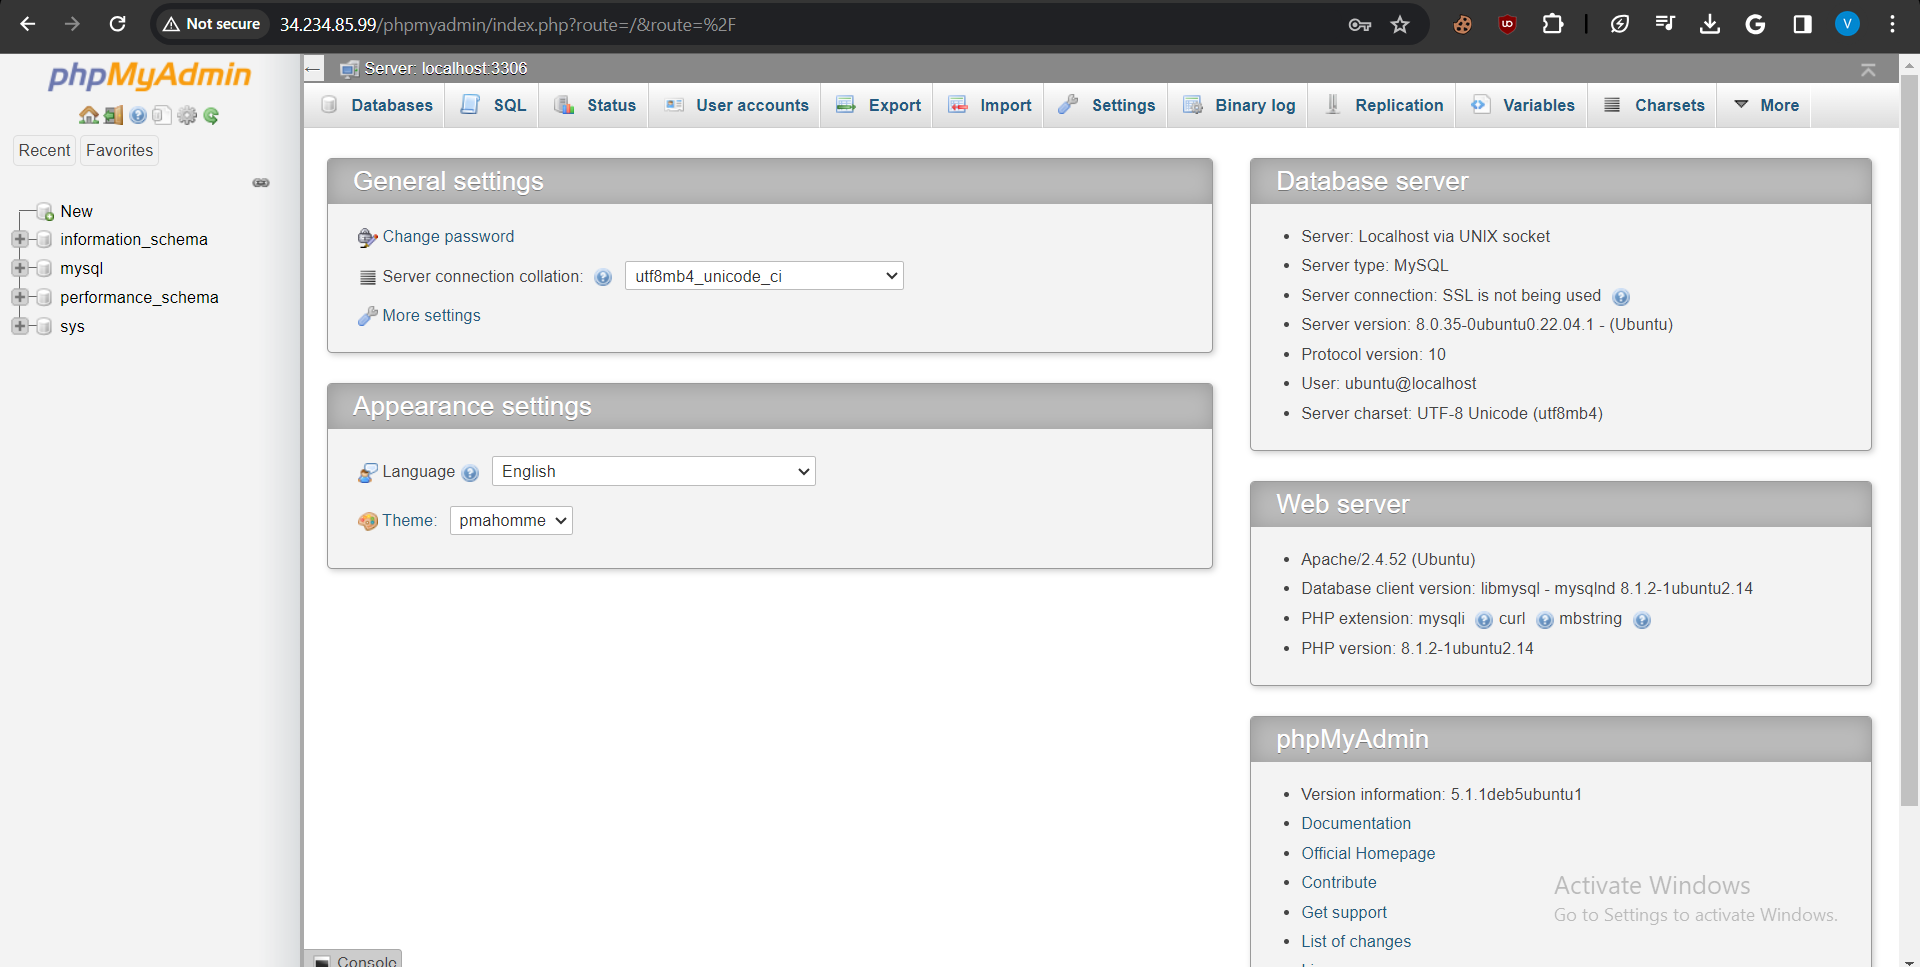 Not secure 34.234.85.99/phpmyadmin/index.php?route=/&route=%2F
V
phpMyAdmin
Recent Favorites
New
information_schema
mysql
performance_schema
sys
Server: localhost:3306
Databases SQL Status User accounts Export Import Settings Binary log Replication Variables Charsets More
General settings
Change password
Server connection collation: utf8mb4_unicode_ci
More settings
Appearance settings
Language English
Theme: pmahomme
Database server
Server: Localhost via UNIX socket
Server type: MySQL
Server connection: SSL is not being used
Server version: 8.0.35-0ubuntu0.22.04.1 - (Ubuntu)
Protocol version: 10
User: ubuntu@localhost
Server charset: UTF-8 Unicode (utf8mb4)
Web server
Apache/2.4.52 (Ubuntu)
Database client version: libmysql - mysqlnd 8.1.2-1ubuntu2.14
PHP extension: mysqli curl mbstring
PHP version: 8.1.2-1ubuntu2.14
phpMyAdmin
Version information: 5.1.1deb5ubuntu1
Documentation
Official Homepage
Contribute
Get support
List of changes
Activate Windows
Go to Settings to activate Windows.
Console